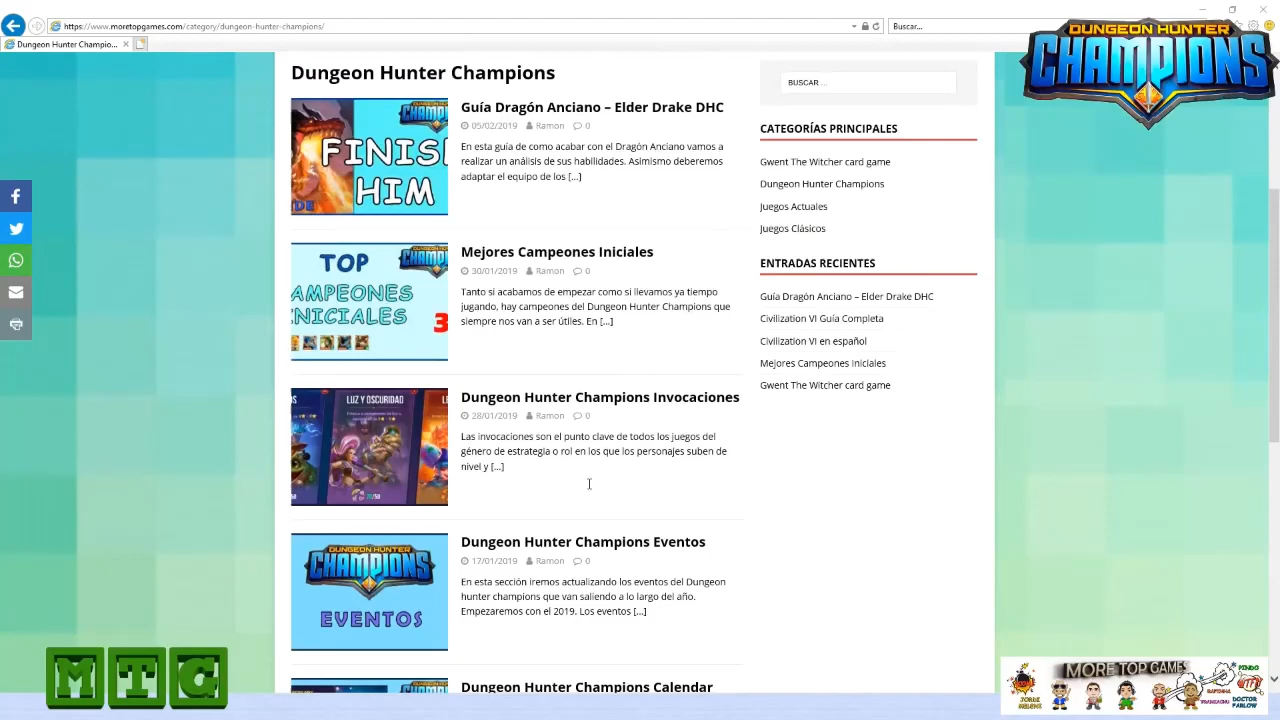 https://www.moretopgames.com/category/dungeon-hunter-champions/
Buscar...
Dungeon Hunter Champio...
DUNGEON HUNTER
CHAMPIONS
Dungeon Hunter Champions
FINISH
HIM
Guía Dragón Anciano – Elder Drake DHC
05/02/2019 Ramon 0
En esta guía de como acabar con el Dragón Anciano vamos a
realizar un análisis de sus habilidades. Asimismo deberemos
adaptar el equipo de los [...]
TOP
AMPEONES
INICIALES
3
Mejores Campeones Iniciales
30/01/2019 Ramon 0
Tanto si acabamos de empezar como si llevamos ya tiempo
jugando, hay campeones del Dungeon Hunter Champions que
siempre nos van a ser útiles. En [...]
LUZ Y OSCURIDAD
Dungeon Hunter Champions Invocaciones
28/01/2019 Ramon 0
Las invocaciones son el punto clave de todos los juegos del
género de estrategia o rol en los que los personajes suben de
nivel y [...]
DUNGEON HUNTER
CHAMPIONS
EVENTOS
Dungeon Hunter Champions Eventos
17/01/2019 Ramon 0
En esta sección iremos actualizando los eventos del Dungeon
hunter champions que van saliendo a lo largo del año.
Empezaremos con el 2019. Los eventos [...]
Dungeon Hunter Champions Calendar
BUSCAR ...
CATEGORÍAS PRINCIPALES
Gwent The Witcher card game
Dungeon Hunter Champions
Juegos Actuales
Juegos Clásicos
ENTRADAS RECIENTES
Guía Dragón Anciano – Elder Drake DHC
Civilization VI Guía Completa
Civilization VI en español
Mejores Campeones Iniciales
Gwent The Witcher card game
MTG
MORE TOP GAMES
PINDO
DOCTOR